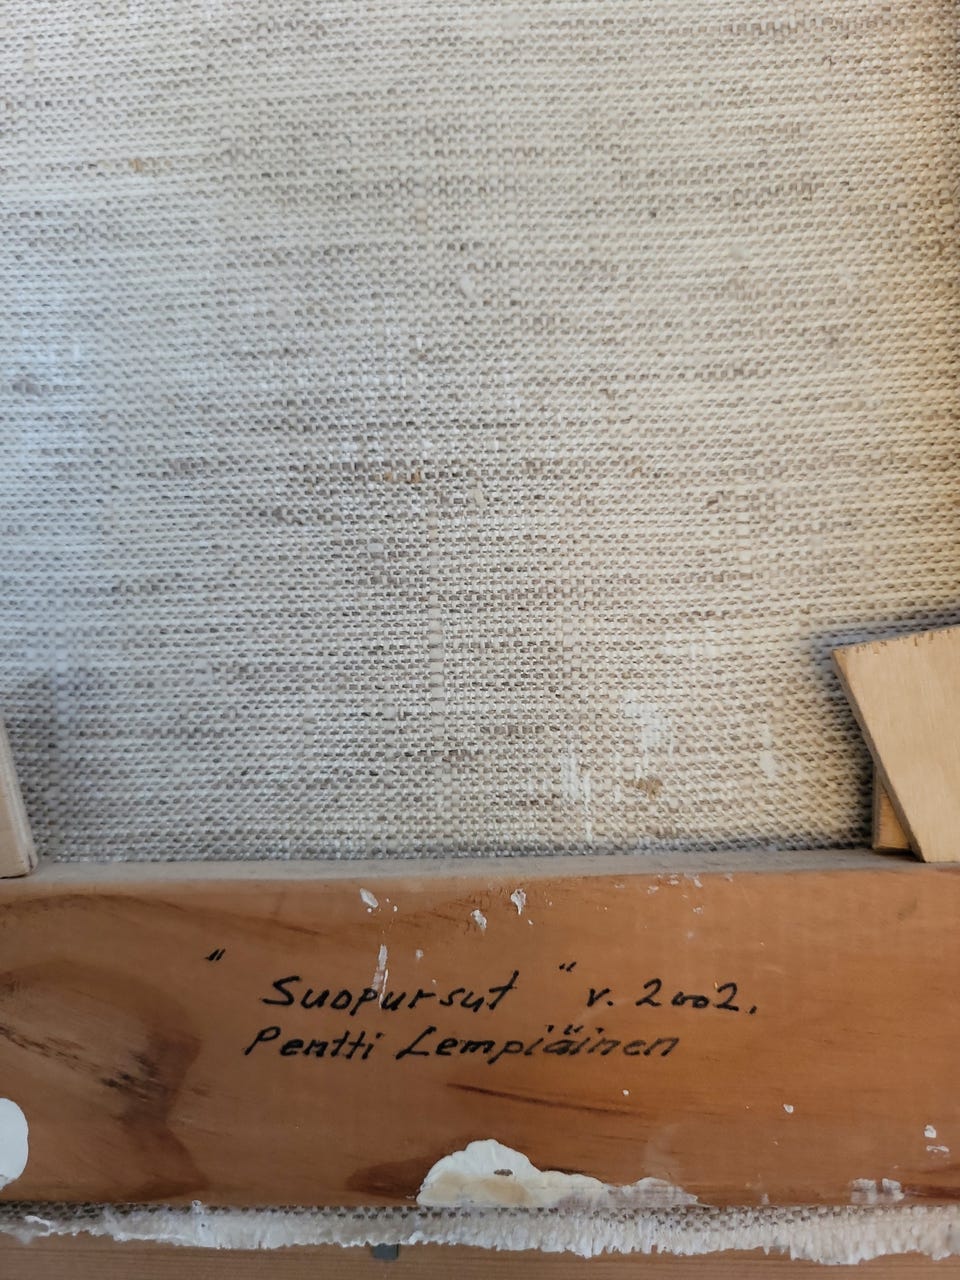 "Suopursut" v. 2002.
Pentti Lempiäinen